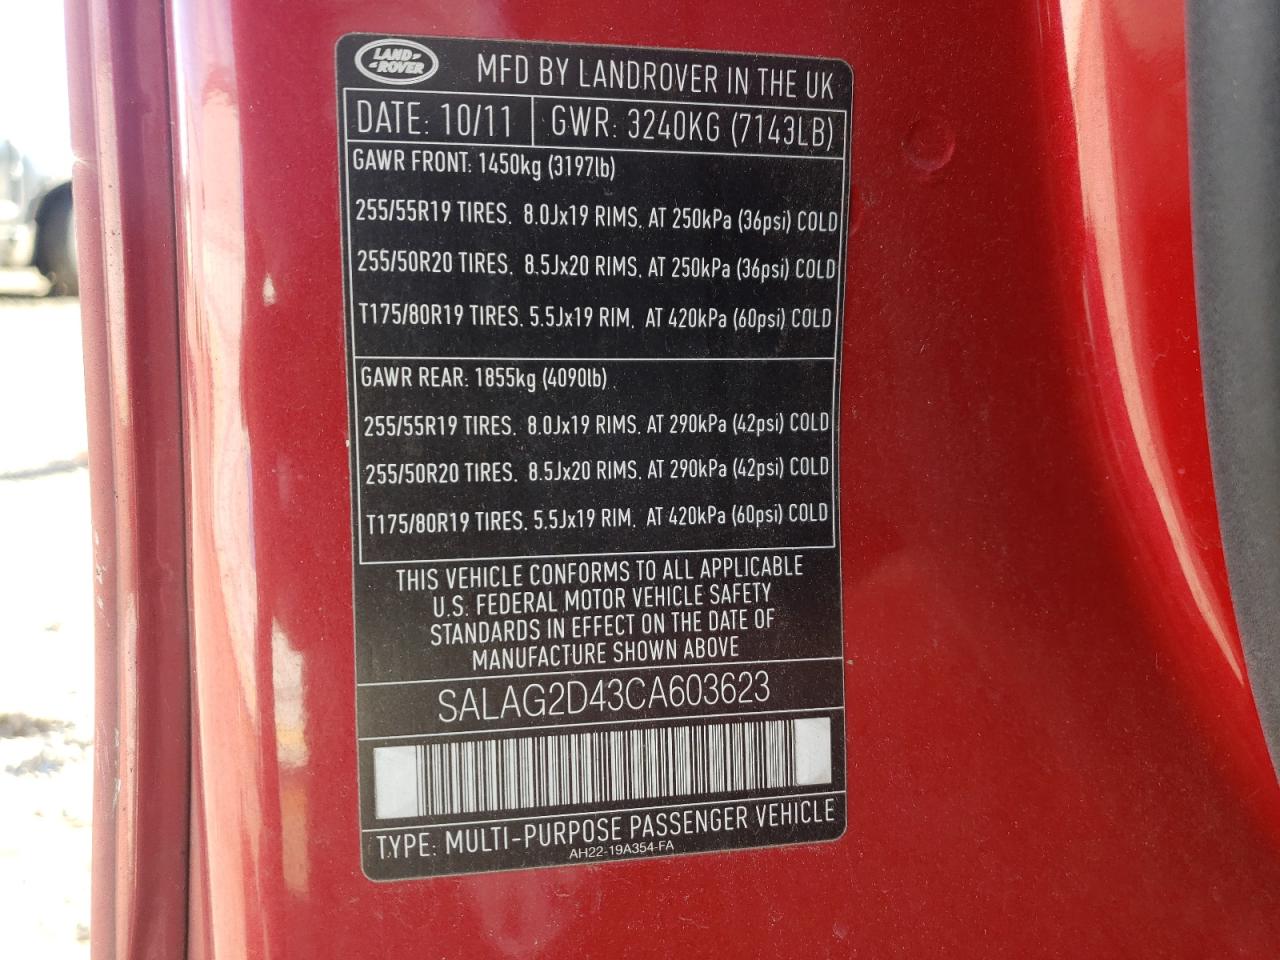 LAND-
-ROVER
MFD BY LANDROVER IN THE UK
DATE: 10/11 GWR: 3240KG (7143LB)
GAWR FRONT: 1450kg (3197lb)
255/55R19 TIRES, 8.0Jx19 RIMS, AT 250kPa (36psi) COLD
255/50R20 TIRES, 8.5Jx20 RIMS, AT 250kPa (36psi) COLD
T175/80R19 TIRES, 5.5Jx19 RIM, AT 420kPa (60psi) COLD
GAWR REAR: 1855kg (4090lb)
255/55R19 TIRES, 8.0Jx19 RIMS, AT 290kPa (42psi) COLD
255/50R20 TIRES, 8.5Jx20 RIMS, AT 290kPa (42psi) COLD
T175/80R19 TIRES, 5.5Jx19 RIM, AT 420kPa (60psi) COLD
THIS VEHICLE CONFORMS TO ALL APPLICABLE
U.S. FEDERAL MOTOR VEHICLE SAFETY
STANDARDS IN EFFECT ON THE DATE OF
MANUFACTURE SHOWN ABOVE
SALAG2D43CA603623
TYPE: MULTI-PURPOSE PASSENGER VEHICLE
AH22-19A354-FA